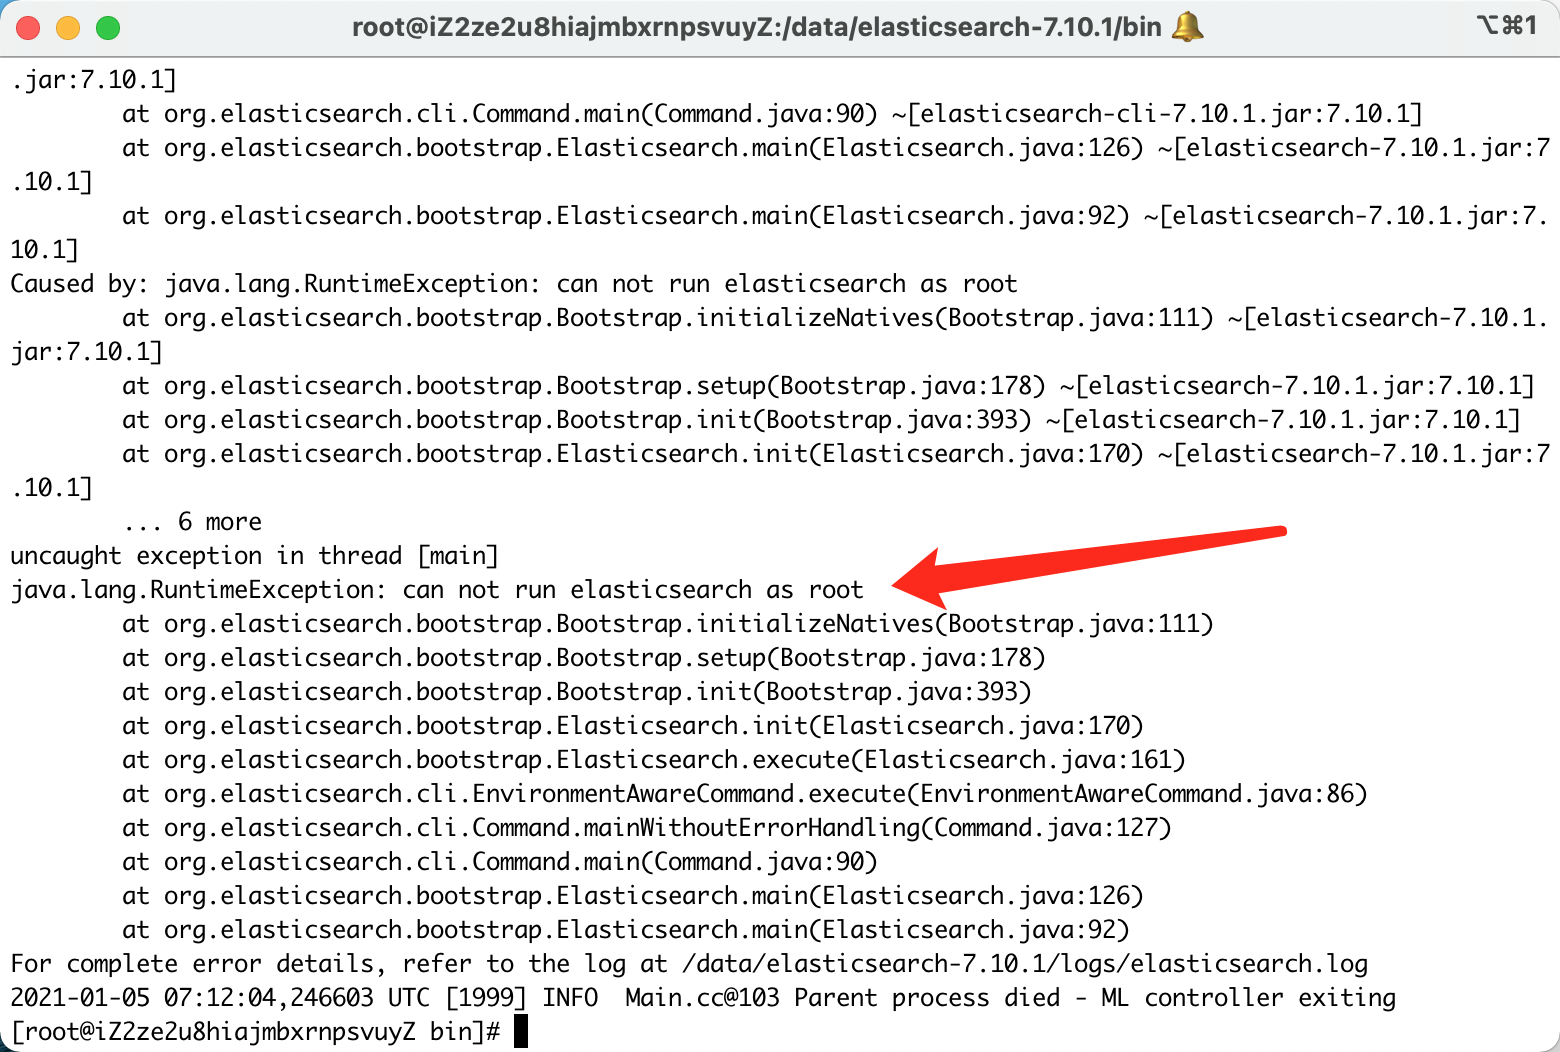 root@iZ2ze2u8hiajmbxrnpsvuyZ:/data/elasticsearch-7.10.1/bin 🔔 ⌥⌘1
.jar:7.10.1]
        at org.elasticsearch.cli.Command.main(Command.java:90) ~[elasticsearch-cli-7.10.1.jar:7.10.1]
        at org.elasticsearch.bootstrap.Elasticsearch.main(Elasticsearch.java:126) ~[elasticsearch-7.10.1.jar:7
.10.1]
        at org.elasticsearch.bootstrap.Elasticsearch.main(Elasticsearch.java:92) ~[elasticsearch-7.10.1.jar:7.
10.1]
Caused by: java.lang.RuntimeException: can not run elasticsearch as root
        at org.elasticsearch.bootstrap.Bootstrap.initializeNatives(Bootstrap.java:111) ~[elasticsearch-7.10.1.
jar:7.10.1]
        at org.elasticsearch.bootstrap.Bootstrap.setup(Bootstrap.java:178) ~[elasticsearch-7.10.1.jar:7.10.1]
        at org.elasticsearch.bootstrap.Bootstrap.init(Bootstrap.java:393) ~[elasticsearch-7.10.1.jar:7.10.1]
        at org.elasticsearch.bootstrap.Elasticsearch.init(Elasticsearch.java:170) ~[elasticsearch-7.10.1.jar:7
.10.1]
        ... 6 more
uncaught exception in thread [main]
java.lang.RuntimeException: can not run elasticsearch as root
        at org.elasticsearch.bootstrap.Bootstrap.initializeNatives(Bootstrap.java:111)
        at org.elasticsearch.bootstrap.Bootstrap.setup(Bootstrap.java:178)
        at org.elasticsearch.bootstrap.Bootstrap.init(Bootstrap.java:393)
        at org.elasticsearch.bootstrap.Elasticsearch.init(Elasticsearch.java:170)
        at org.elasticsearch.bootstrap.Elasticsearch.execute(Elasticsearch.java:161)
        at org.elasticsearch.cli.EnvironmentAwareCommand.execute(EnvironmentAwareCommand.java:86)
        at org.elasticsearch.cli.Command.mainWithoutErrorHandling(Command.java:127)
        at org.elasticsearch.cli.Command.main(Command.java:90)
        at org.elasticsearch.bootstrap.Elasticsearch.main(Elasticsearch.java:126)
        at org.elasticsearch.bootstrap.Elasticsearch.main(Elasticsearch.java:92)
For complete error details, refer to the log at /data/elasticsearch-7.10.1/logs/elasticsearch.log
2021-01-05 07:12:04,246603 UTC [1999] INFO  Main.cc@103 Parent process died - ML controller exiting
[root@iZ2ze2u8hiajmbxrnpsvuyZ bin]#